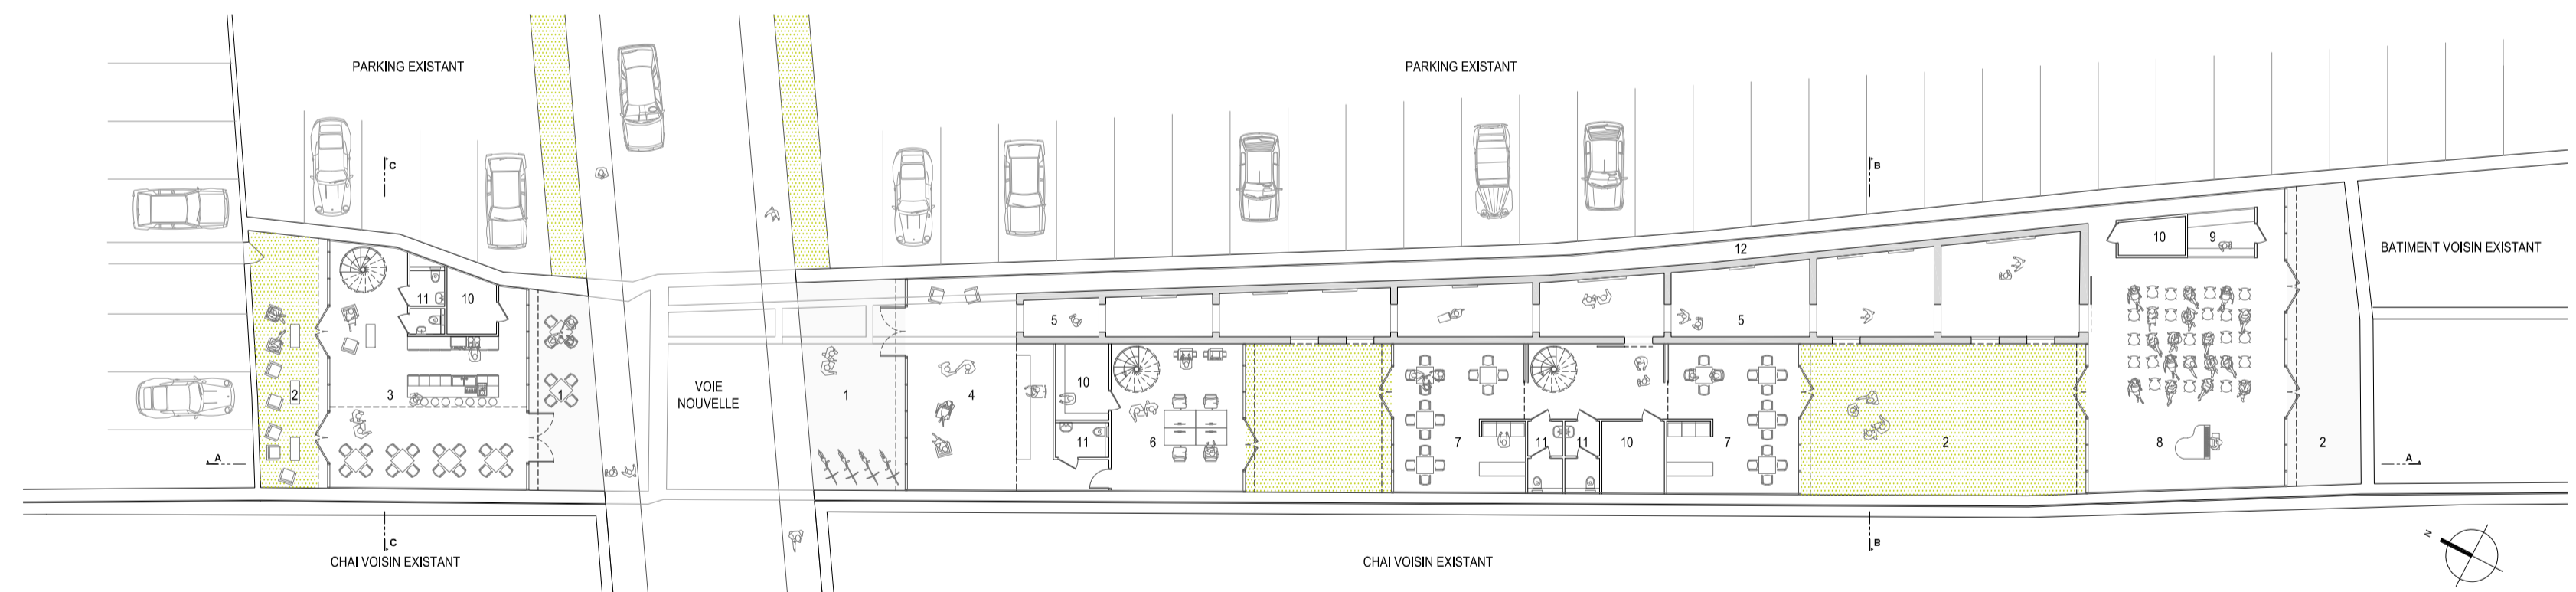 PARKING EXISTANT
PARKING EXISTANT
C
B
12
10
9
BATIMENT VOISIN EXISTANT
11
10
5
5
VOIE
NOUVELLE
2
3
1
1
4
10
11
6
7
11
11
10
7
2
8
2
A
A
C
B
CHAI VOISIN EXISTANT
CHAI VOISIN EXISTANT
N